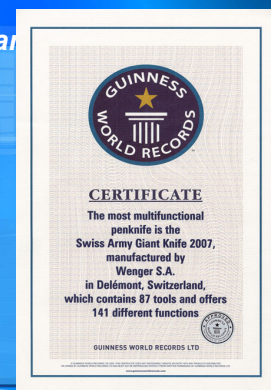 GUINNESS
WORLD RECORDS
CERTIFICATE
The most multifunctional
penknife is the
Swiss Army Giant Knife 2007,
manufactured by
Wenger S.A.
in Delémont, Switzerland,
which contains 87 tools and offers
141 different functions
GUINNESS WORLD RECORDS LTD